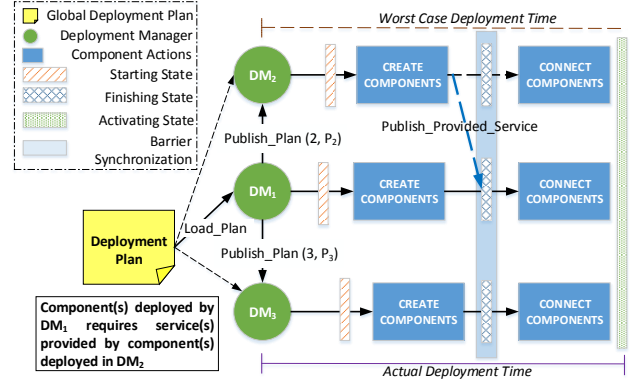 Global Deployment Plan
Deployment Manager
Component Actions
Starting State
Finishing State
Activating State
Barrier
Synchronization
Worst Case Deployment Time
DM2
CREATE
COMPONENTS
CONNECT
COMPONENTS
Publish_Provided_Service
Publish_Plan (2, P2)
DM1
CREATE
COMPONENTS
CONNECT
COMPONENTS
Load_Plan
Deployment
Plan
Publish_Plan (3, P3)
DM3
CREATE
COMPONENTS
CONNECT
COMPONENTS
Component(s) deployed by
DM1 requires service(s)
provided by component(s)
deployed in DM2
Actual Deployment Time